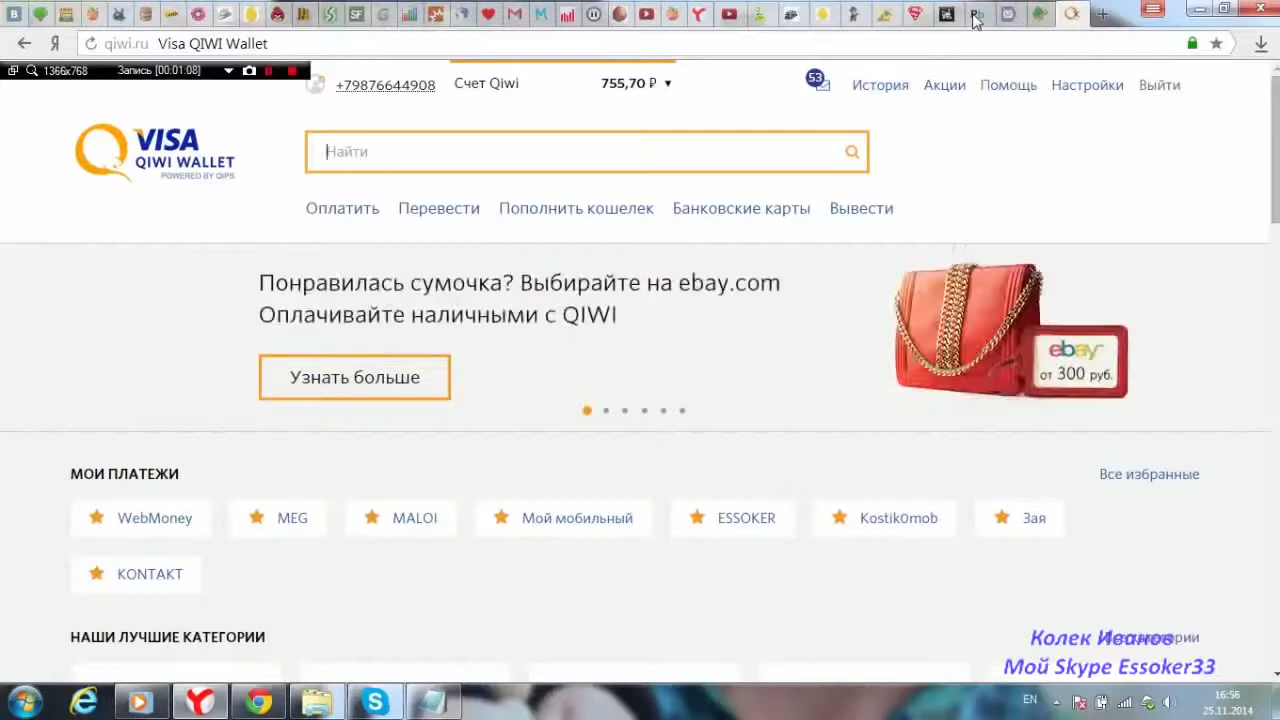 qiwi.ru Visa QIWI Wallet
1366x768 Запись [00:01:08]
+79876644908 Счет Qiwi 755,70 ₽ ▼ 53 История Акции Помощь Настройки Выйти
VISA
QIWI WALLET
POWERED BY QIPS
Найти
Оплатить Перевести Пополнить кошелек Банковские карты Вывести
Понравилась сумочка? Выбирайте на ebay.com
Оплачивайте наличными с QIWI
ebay
от 300 руб.
Узнать больше
МОИ ПЛАТЕЖИ Все избранные
WebMoney MEG MALOI Мой мобильный ESSOKER Kostik0mob Зая
KONTAKT
НАШИ ЛУЧШИЕ КАТЕГОРИИ
Колек Иванов
Мой Skype Essoker33
EN 16:56
25.11.2014